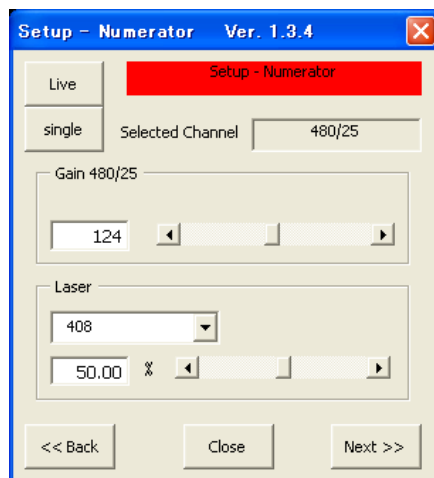 Setup - Numerator Ver. 1.3.4
Live
Setup - Numerator
single
Selected Channel
480/25
Gain 480/25
124
Laser
408
50.00 %
<< Back
Close
Next >>